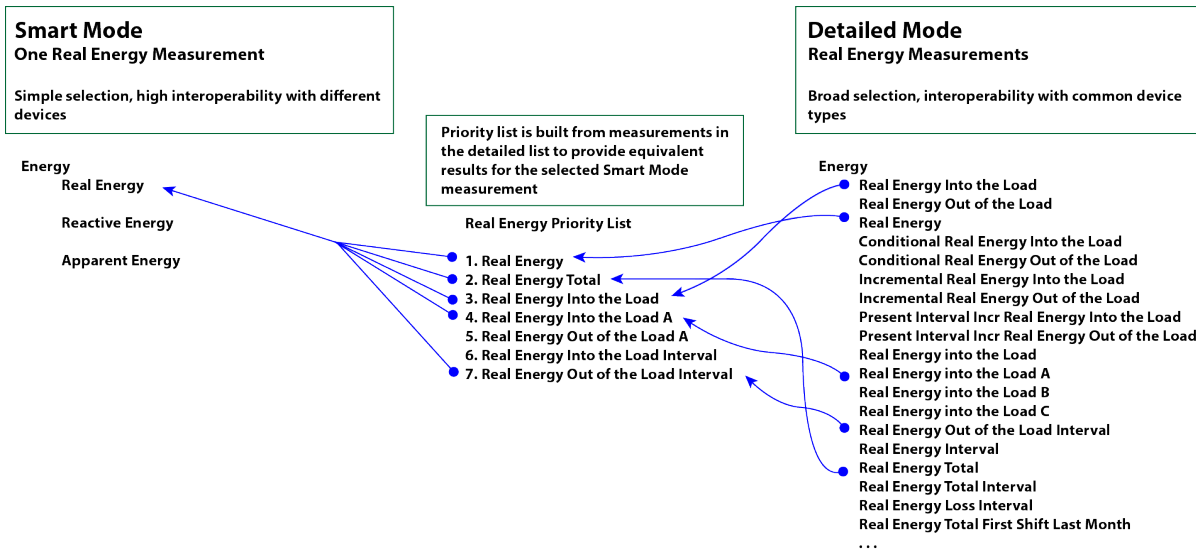 Smart Mode
One Real Energy Measurement
Simple selection, high interoperability with different
devices
Energy
Real Energy
Reactive Energy
Apparent Energy
Priority list is built from measurements in
the detailed list to provide equivalent
results for the selected Smart Mode
measurement
Real Energy Priority List
1. Real Energy
2. Real Energy Total
3. Real Energy Into the Load
4. Real Energy Into the Load A
5. Real Energy Out of the Load A
6. Real Energy Into the Load Interval
7. Real Energy Out of the Load Interval
Detailed Mode
Real Energy Measurements
Broad selection, interoperability with common device
types
Energy
Real Energy Into the Load
Real Energy Out of the Load
Real Energy
Conditional Real Energy Into the Load
Conditional Real Energy Out of the Load
Incremental Real Energy Into the Load
Incremental Real Energy Out of the Load
Present Interval Incr Real Energy Into the Load
Present Interval Incr Real Energy Out of the Load
Real Energy into the Load
Real Energy into the Load A
Real Energy into the Load B
Real Energy into the Load C
Real Energy Out of the Load Interval
Real Energy Interval
Real Energy Total
Real Energy Total Interval
Real Energy Loss Interval
Real Energy Total First Shift Last Month
. . .